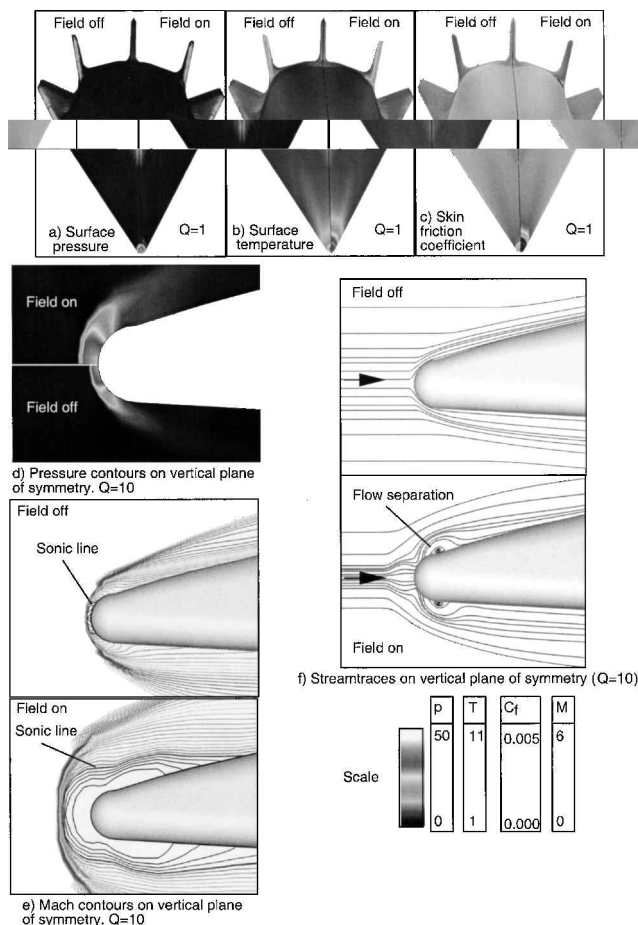 Field off
Field on
Field off
Field on
Field off
Field on
a) Surface
pressure
Q=1
b) Surface
temperature
Q=1
c) Skin
friction
coefficient
Q=1
Field on
Field off
d) Pressure contours on vertical plane
of symmetry. Q=10
Field off
Sonic line
Field on
Sonic line
e) Mach contours on vertical plane
of symmetry. Q=10
Field off
Flow separation
Field on
f) Streamtraces on vertical plane of symmetry (Q=10)
Scale
p
T
Cf
M
50
11
0.005
6
0
1
0.000
0